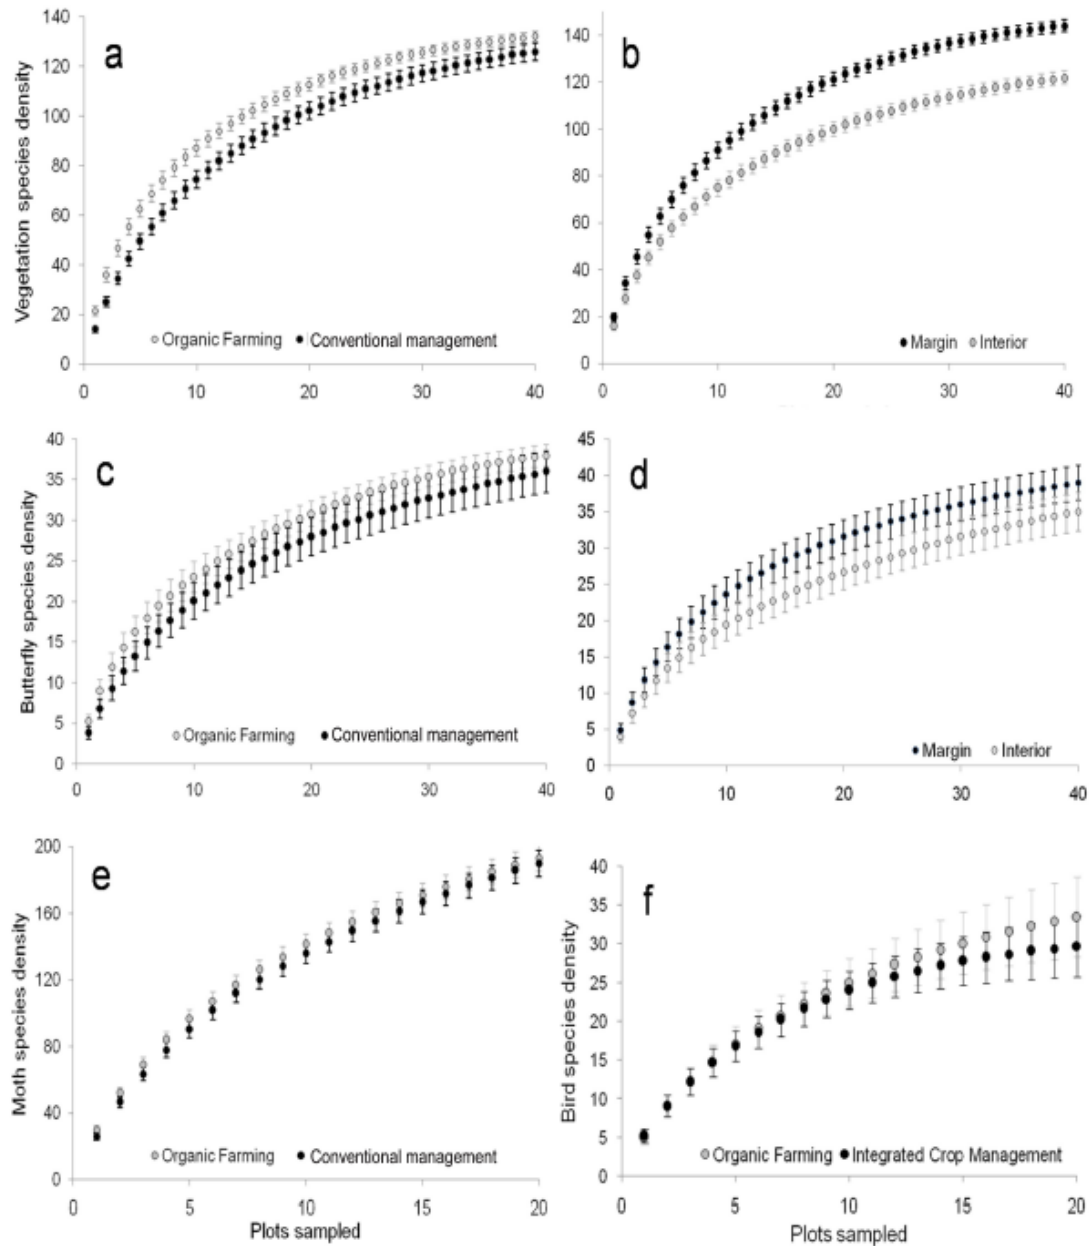 a
Vegetation species density
140
120
100
80
60
40
20
0
Organic Farming Conventional management
0 10 20 30 40
b
140
120
100
80
60
40
20
0
Margin Interior
0 10 20 30 40
c
Butterfly species density
40
35
30
25
20
15
10
5
0
Organic Farming Conventional management
0 10 20 30 40
d
45
40
35
30
25
20
15
10
5
0
Margin Interior
0 10 20 30 40
e
Moth species density
200
160
120
80
40
0
Organic Farming Conventional management
0 5 10 15 20
Plots sampled
f
Bird species density
40
35
30
25
20
15
10
5
0
Organic Farming Integrated Crop Management
0 5 10 15 20
Plots sampled